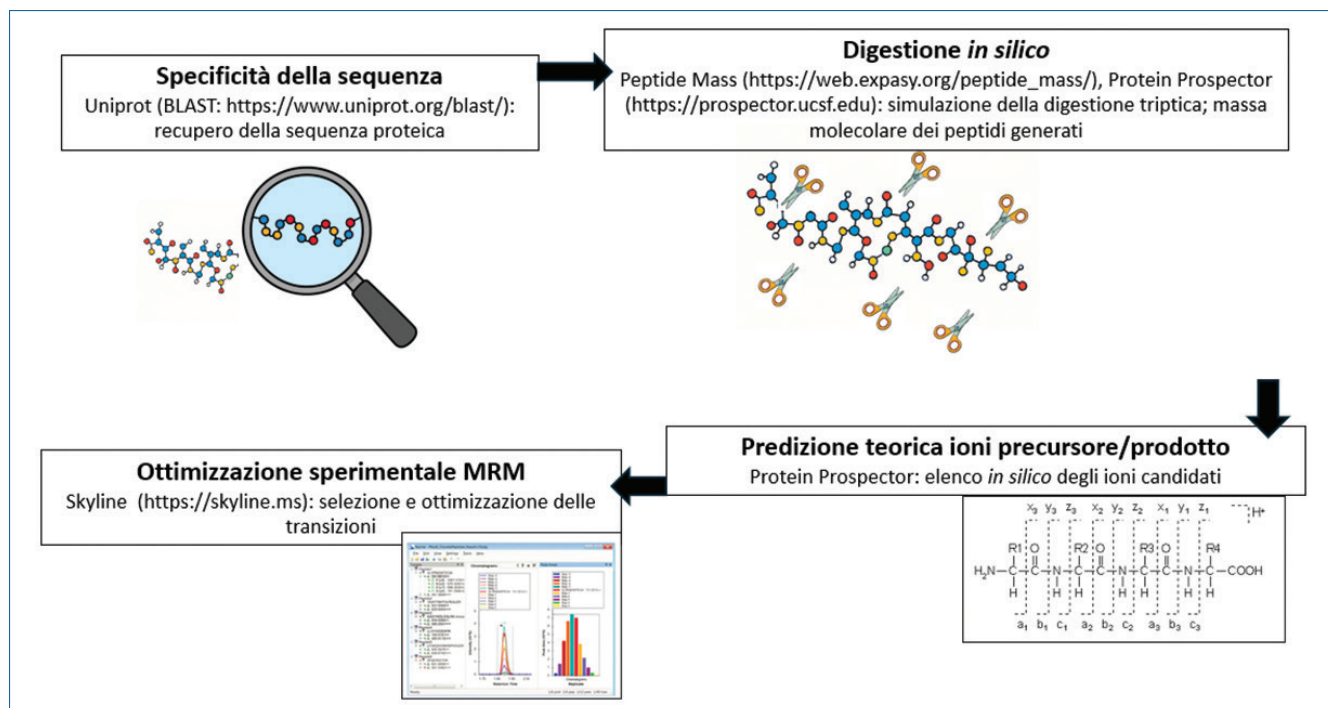 Specificità della sequenza
Uniprot (BLAST: https://www.uniprot.org/blast/):
recupero della sequenza proteica
Digestione in silico
Peptide Mass (https://web.expasy.org/peptide_mass/), Protein Prospector
(https://prospector.ucsf.edu): simulazione della digestione triptica; massa
molecolare dei peptidi generati
Predizione teorica ioni precursore/prodotto
Protein Prospector: elenco in silico degli ioni candidati
x₃ y₃ z₃ x₂ y₂ z₂ x₁ y₁ z₁ H⁺
R1 O R2 O R3 O R4
H₂N C C N C C N C C N C COOH
H H H H H H H
a₁ b₁ c₁ a₂ b₂ c₂ a₃ b₃ c₃
Ottimizzazione sperimentale MRM
Skyline (https://skyline.ms): selezione e ottimizzazione delle
transizioni